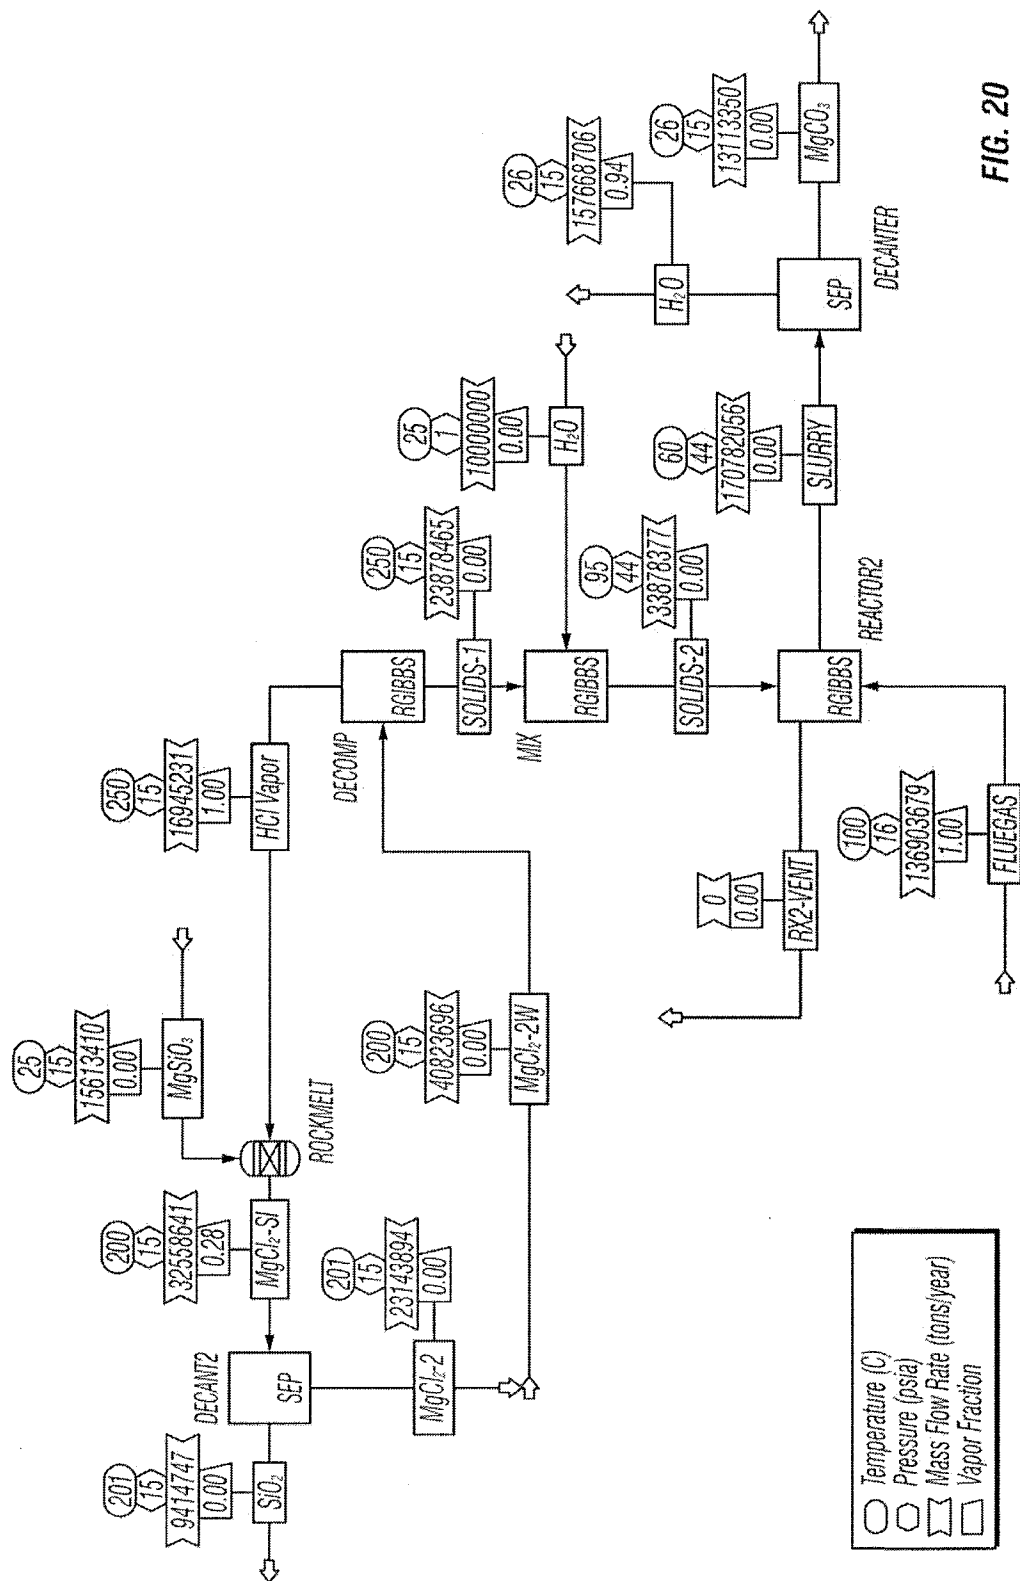 201
15
9414747
0.00
SiO₂
DECANT2
SEP
200
15
32558641
0.28
MgCl₂-SI
201
15
23143894
0.00
MgCl₂-2
25
15
15613410
0.00
MgSiO₃
ROCKMELT
250
15
16945231
1.00
HCl Vapor
200
15
40823696
0.00
MgCl₂-2W
DECOMP
RGIBBS
250
15
23878465
0.00
SOLIDS-1
25
1
10000000
0.00
H₂O
MIX
RGIBBS
95
44
33878377
0.00
SOLIDS-2
0
0.00
RX2-VENT
100
16
136903679
1.00
FLUEGAS
RGIBBS
REACTOR2
60
44
170782056
0.00
SLURRY
26
15
157668706
0.94
H₂O
SEP
DECANTER
26
15
13113350
0.00
MgCO₃
Temperature (C)
Pressure (psia)
Mass Flow Rate (tons/year)
Vapor Fraction
FIG. 20